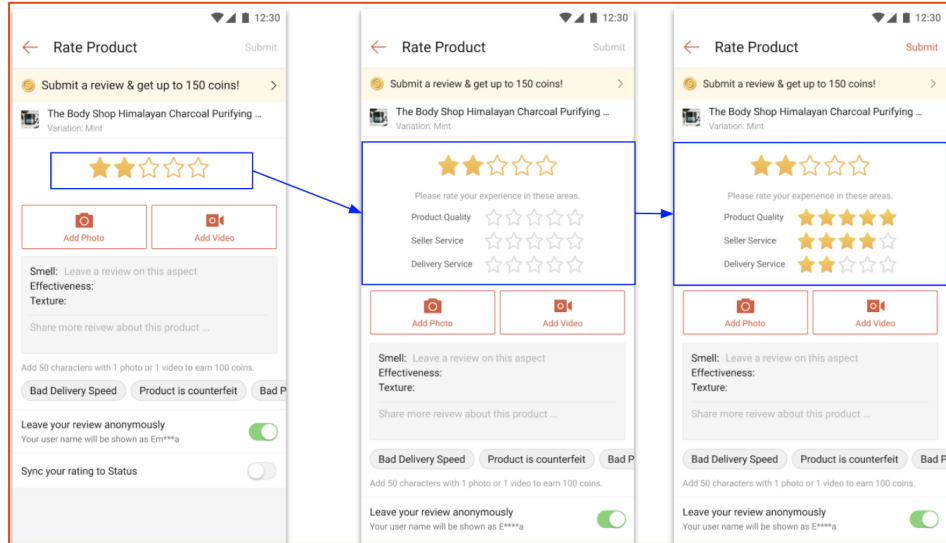 12:30
Rate Product
Submit
Submit a review & get up to 150 coins!
The Body Shop Himalayan Charcoal Purifying ...
Variation: Mint
Add Photo
Add Video
Smell: Leave a review on this aspect
Effectiveness:
Texture:
Share more reivew about this product ...
Add 50 characters with 1 photo or 1 video to earn 100 coins.
Bad Delivery Speed
Product is counterfeit
Bad P
Leave your review anonymously
Your user name will be shown as Em***a
Sync your rating to Status
12:30
Rate Product
Submit
Submit a review & get up to 150 coins!
The Body Shop Himalayan Charcoal Purifying ...
Variation: Mint
Please rate your experience in these areas.
Product Quality
Seller Service
Delivery Service
Add Photo
Add Video
Smell: Leave a review on this aspect
Effectiveness:
Texture:
Share more reivew about this product ...
Bad Delivery Speed
Product is counterfeit
Bad P
Add 50 characters with 1 photo or 1 video to earn 100 coins.
Leave your review anonymously
Your user name will be shown as E****a
12:30
Rate Product
Submit
Submit a review & get up to 150 coins!
The Body Shop Himalayan Charcoal Purifying ...
Variation: Mint
Please rate your experience in these areas.
Product Quality
Seller Service
Delivery Service
Add Photo
Add Video
Smell: Leave a review on this aspect
Effectiveness:
Texture:
Share more reivew about this product ...
Bad Delivery Speed
Product is counterfeit
Bad P
Add 50 characters with 1 photo or 1 video to earn 100 coins.
Leave your review anonymously
Your user name will be shown as E****a